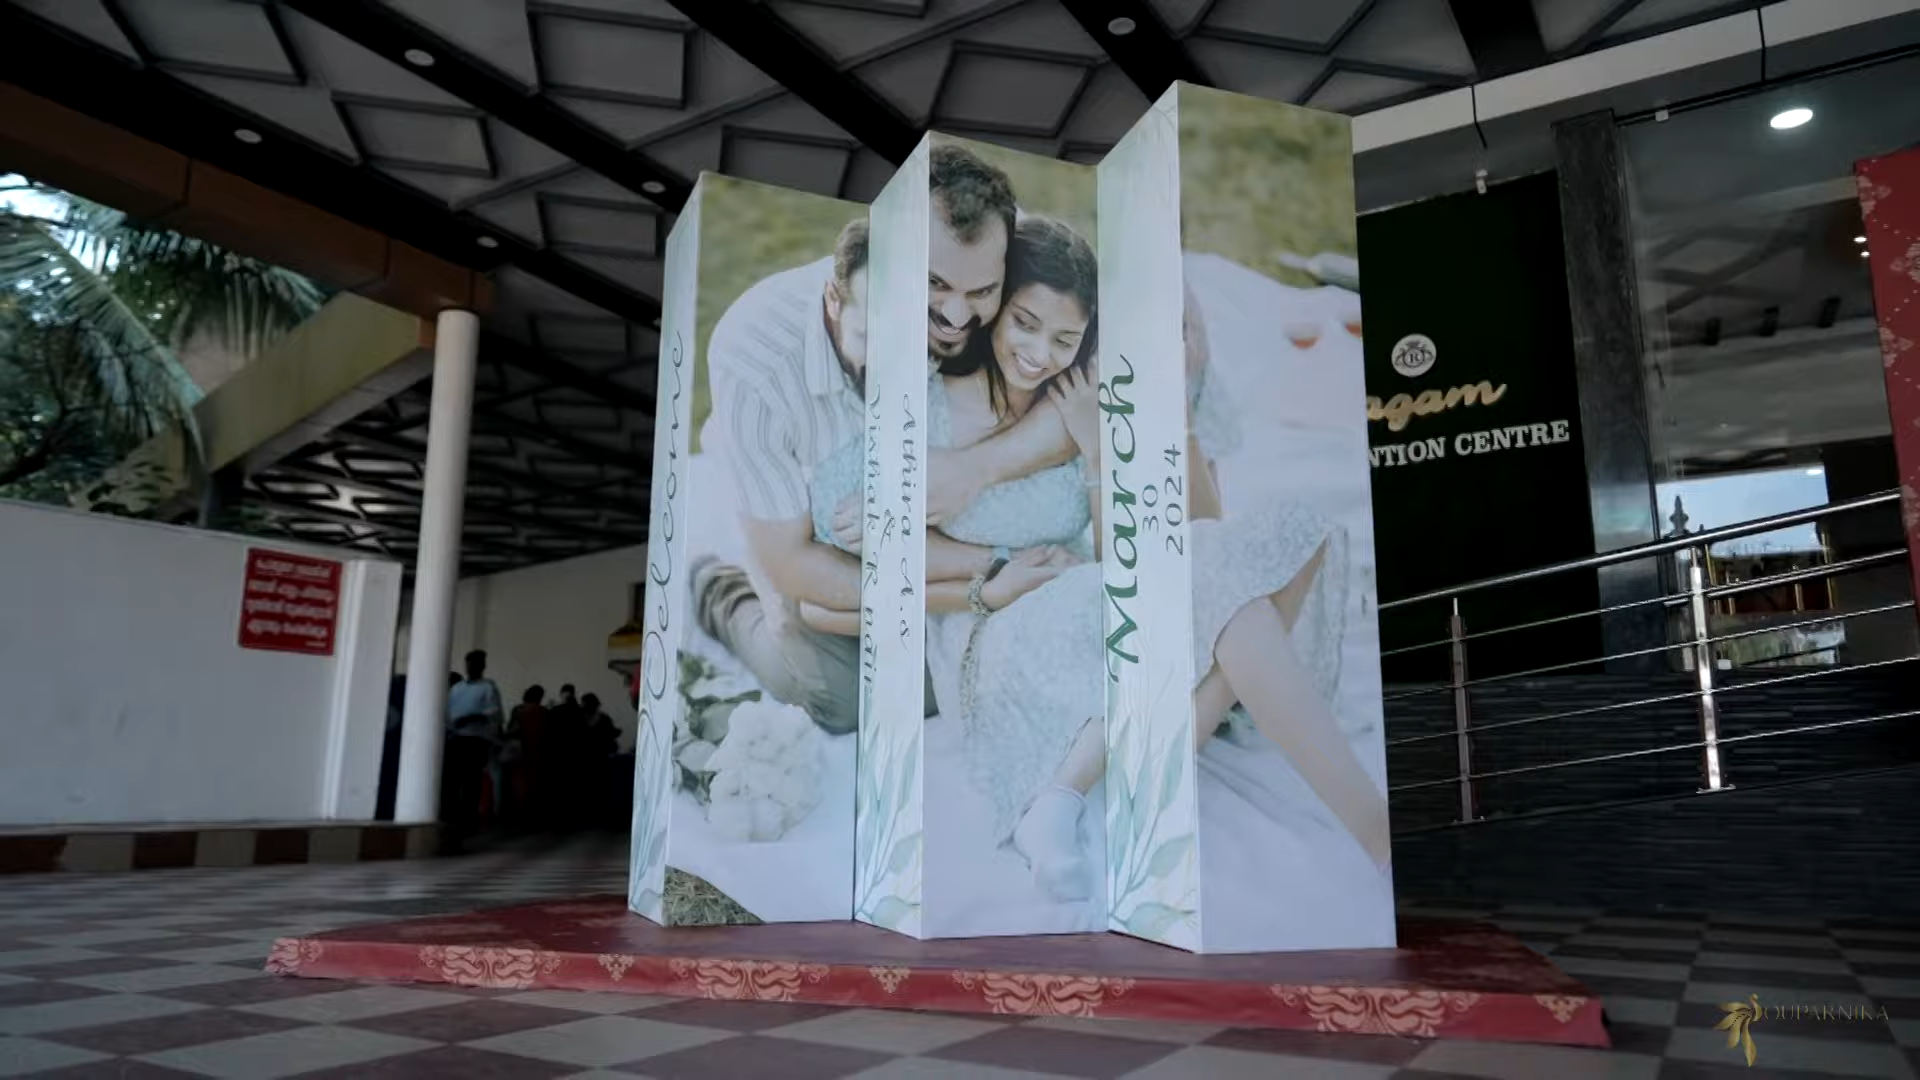 Welcome
Athira A.S
&
Vishak R Nair
March
30
2024
R
agam
NTION CENTRE
OUPARNIKA